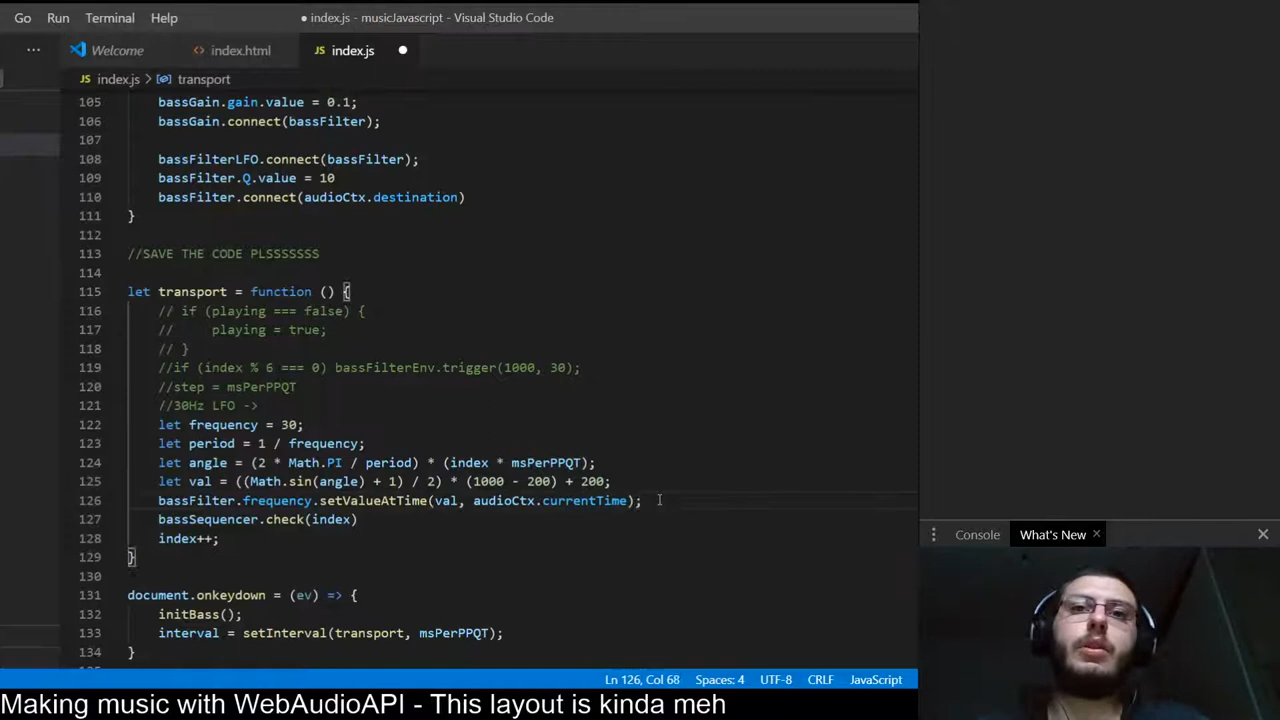 Go Run Terminal Help ● index.js - musicJavascript - Visual Studio Code
··· Welcome <> index.html JS index.js ●
JS index.js > transport
105 bassGain.gain.value = 0.1;
106 bassGain.connect(bassFilter);
107
108 bassFilterLFO.connect(bassFilter);
109 bassFilter.Q.value = 10
110 bassFilter.connect(audioCtx.destination)
111 }
112
113 //SAVE THE CODE PLSSSSSSS
114
115 let transport = function () {
116 // if (playing === false) {
117 //     playing = true;
118 // }
119 //if (index % 6 === 0) bassFilterEnv.trigger(1000, 30);
120 //step = msPerPPQT
121 //30Hz LFO ->
122 let frequency = 30;
123 let period = 1 / frequency;
124 let angle = (2 * Math.PI / period) * (index * msPerPPQT);
125 let val = ((Math.sin(angle) + 1) / 2) * (1000 - 200) + 200;
126 bassFilter.frequency.setValueAtTime(val, audioCtx.currentTime);
127 bassSequencer.check(index)
128 index++;
129 }
130
131 document.onkeydown = (ev) => {
132 initBass();
133 interval = setInterval(transport, msPerPPQT);
134 }
Console What's New ×
Ln 126, Col 68 Spaces: 4 UTF-8 CRLF JavaScript
Making music with WebAudioAPI - This layout is kinda meh